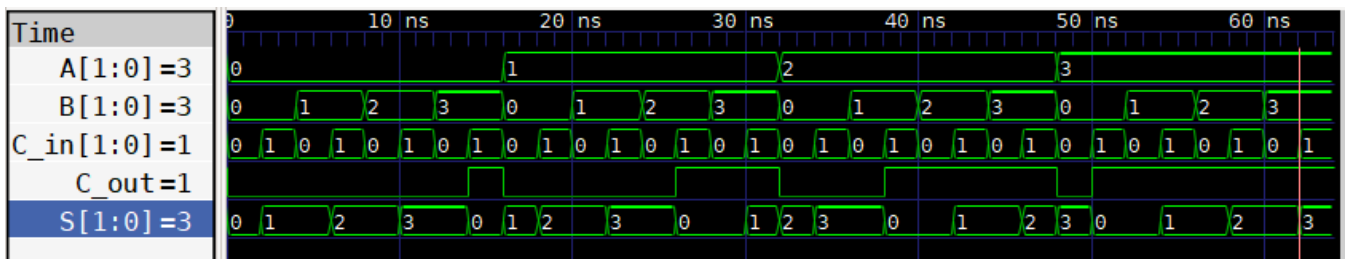 Time 0 10 ns 20 ns 30 ns 40 ns 50 ns 60 ns
A[1:0]=3 0 1 2 3
B[1:0]=3 0 1 2 3 0 1 2 3 0 1 2 3 0 1 2 3
C_in[1:0]=1 0 1 0 1 0 1 0 1 0 1 0 1 0 1 0 1 0 1 0 1 0 1 0 1 0 1 0 1 0 1 0 1
C_out=1
S[1:0]=3 0 1 2 3 0 1 2 3 0 1 2 3 0 1 2 3 0 1 2 3